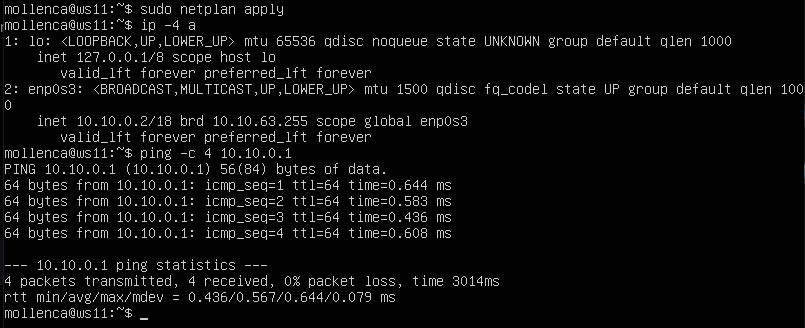 mollenca@ws11:~$ sudo netplan apply
mollenca@ws11:~$ ip -4 a
1: lo: <LOOPBACK,UP,LOWER_UP> mtu 65536 qdisc noqueue state UNKNOWN group default qlen 1000
    inet 127.0.0.1/8 scope host lo
       valid_lft forever preferred_lft forever
2: enp0s3: <BROADCAST,MULTICAST,UP,LOWER_UP> mtu 1500 qdisc fq_codel state UP group default qlen 100
0
    inet 10.10.0.2/18 brd 10.10.63.255 scope global enp0s3
       valid_lft forever preferred_lft forever
mollenca@ws11:~$ ping -c 4 10.10.0.1
PING 10.10.0.1 (10.10.0.1) 56(84) bytes of data.
64 bytes from 10.10.0.1: icmp_seq=1 ttl=64 time=0.644 ms
64 bytes from 10.10.0.1: icmp_seq=2 ttl=64 time=0.583 ms
64 bytes from 10.10.0.1: icmp_seq=3 ttl=64 time=0.436 ms
64 bytes from 10.10.0.1: icmp_seq=4 ttl=64 time=0.608 ms

--- 10.10.0.1 ping statistics ---
4 packets transmitted, 4 received, 0% packet loss, time 3014ms
rtt min/avg/max/mdev = 0.436/0.567/0.644/0.079 ms
mollenca@ws11:~$ _